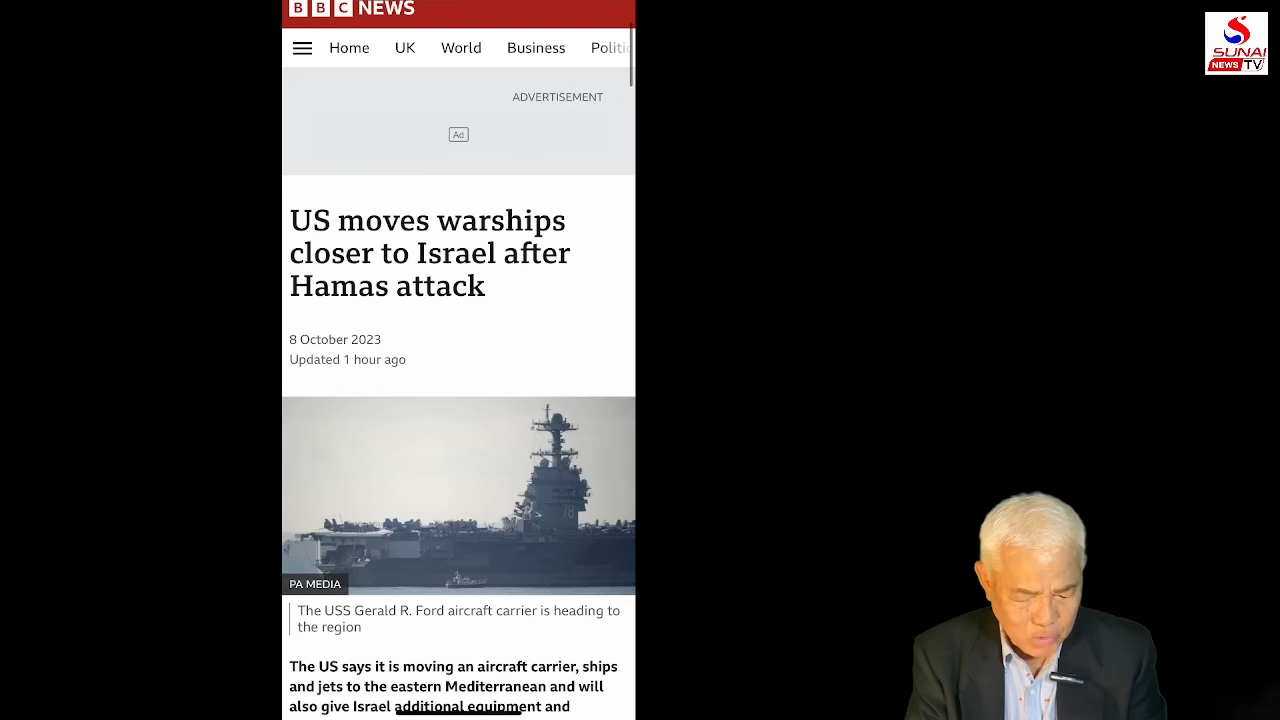 BBC NEWS
Home UK World Business Politic
ADVERTISEMENT
Ad
US moves warships
closer to Israel after
Hamas attack
8 October 2023
Updated 1 hour ago
78
PA MEDIA
The USS Gerald R. Ford aircraft carrier is heading to
the region
The US says it is moving an aircraft carrier, ships
and jets to the eastern Mediterranean and will
also give Israel additional equipment and
SUNAI
NEWS TV